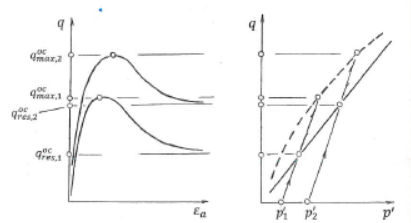 q
q^{oc}_{max,2}
q^{oc}_{max,1}
q^{oc}_{res,2}
q^{oc}_{res,1}
ε_a
q
p'_1
p'_2
p'